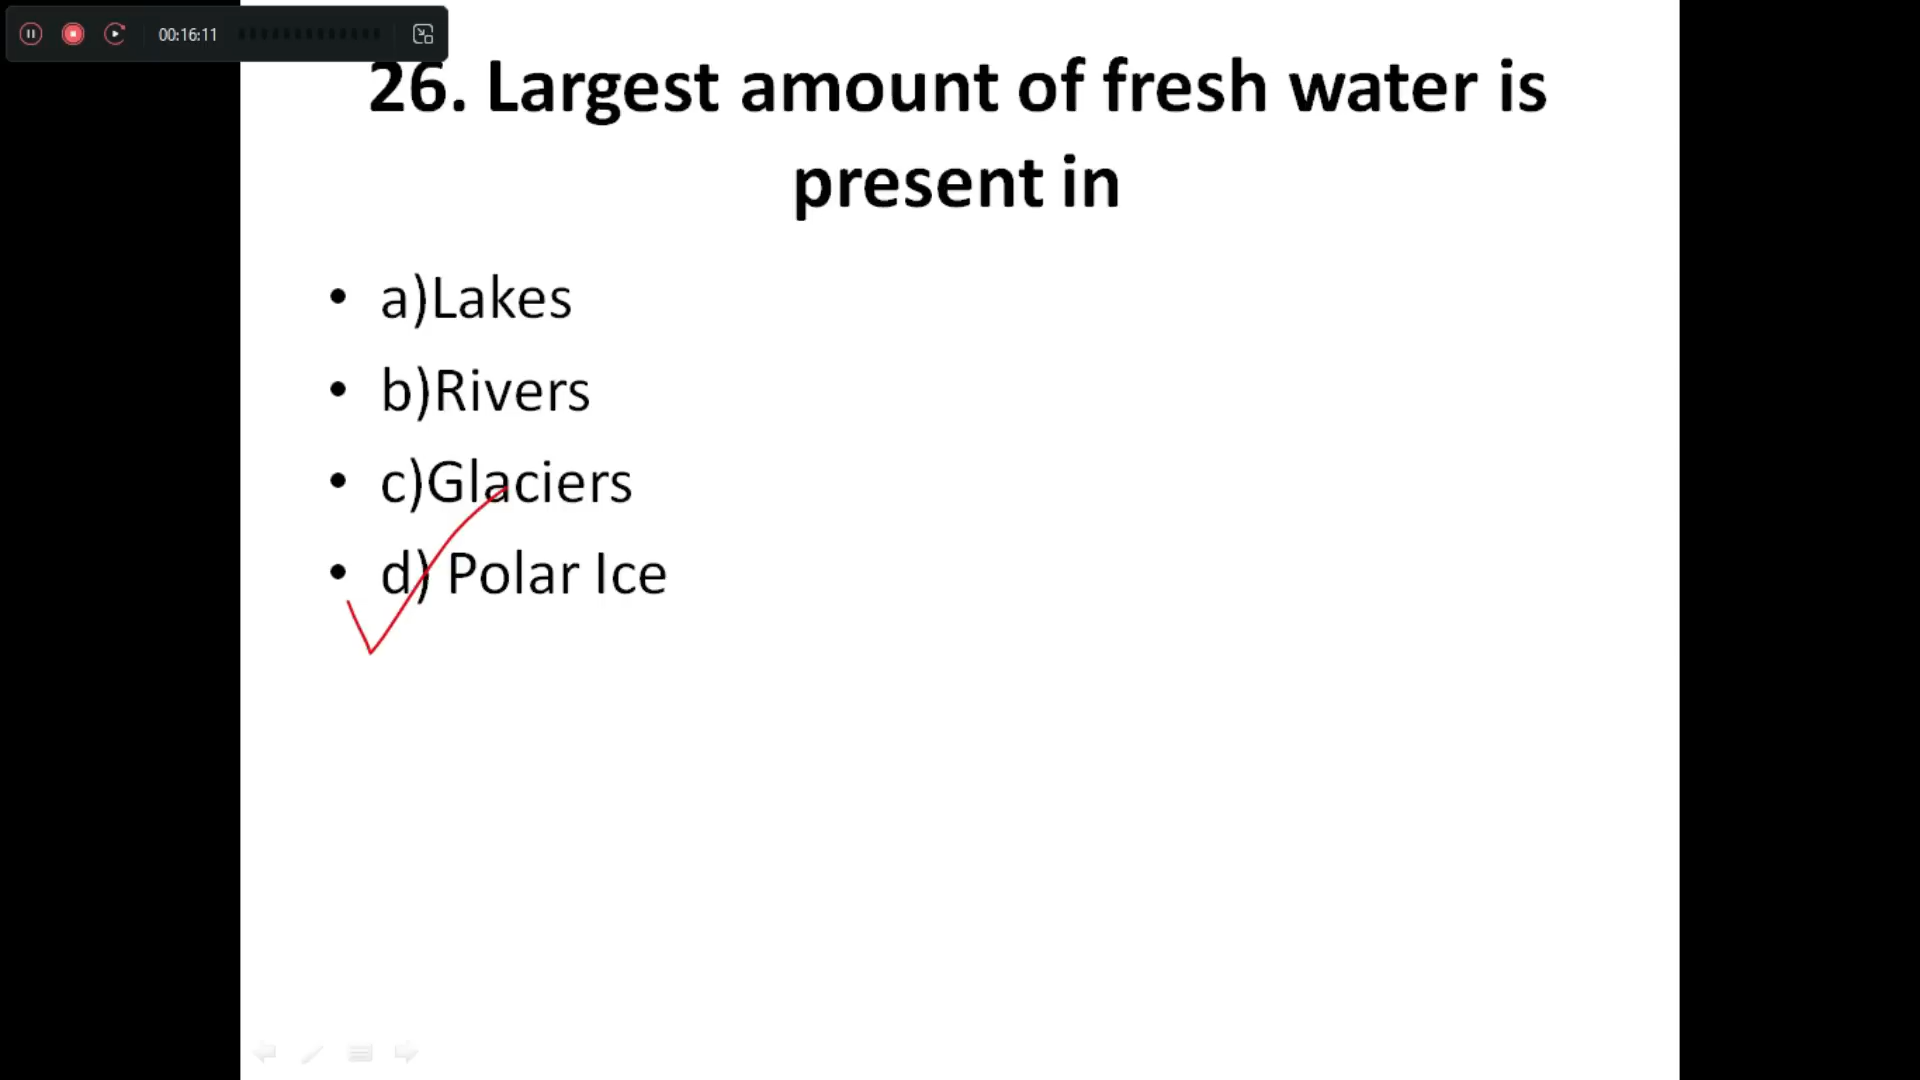 00:16:11
26. Largest amount of fresh water is
present in
• a)Lakes
• b)Rivers
• c)Glaciers
• d) Polar Ice